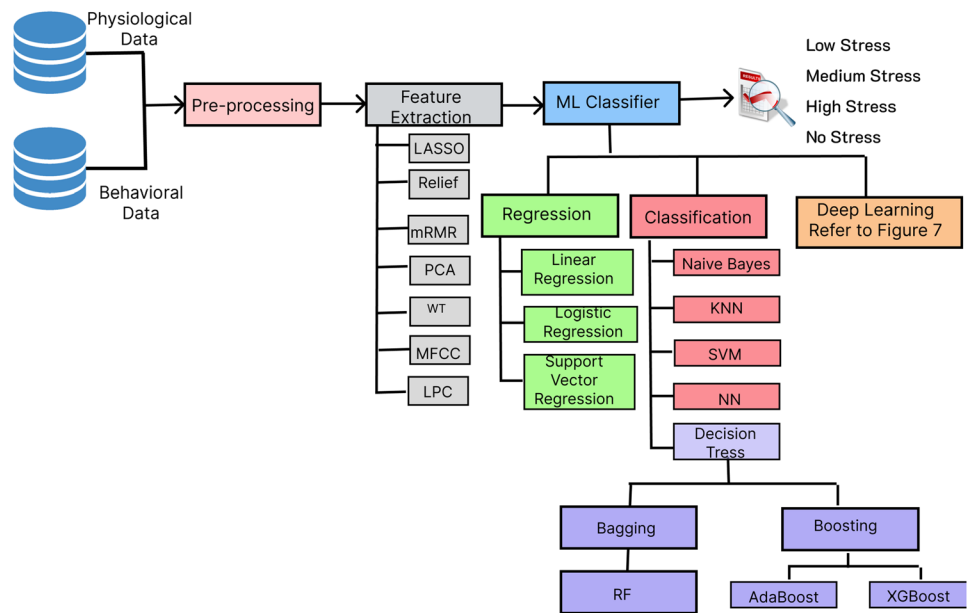 Physiological
Data
Behavioral
Data
Pre-processing
Feature
Extraction
LASSO
Relief
mRMR
PCA
WT
MFCC
LPC
ML Classifier
RESULTS
Low Stress
Medium Stress
High Stress
No Stress
Regression
Linear
Regression
Logistic
Regression
Support
Vector
Regression
Classification
Naive Bayes
KNN
SVM
NN
Decision
Tress
Deep Learning
Refer to Figure 7
Bagging
RF
Boosting
AdaBoost
XGBoost